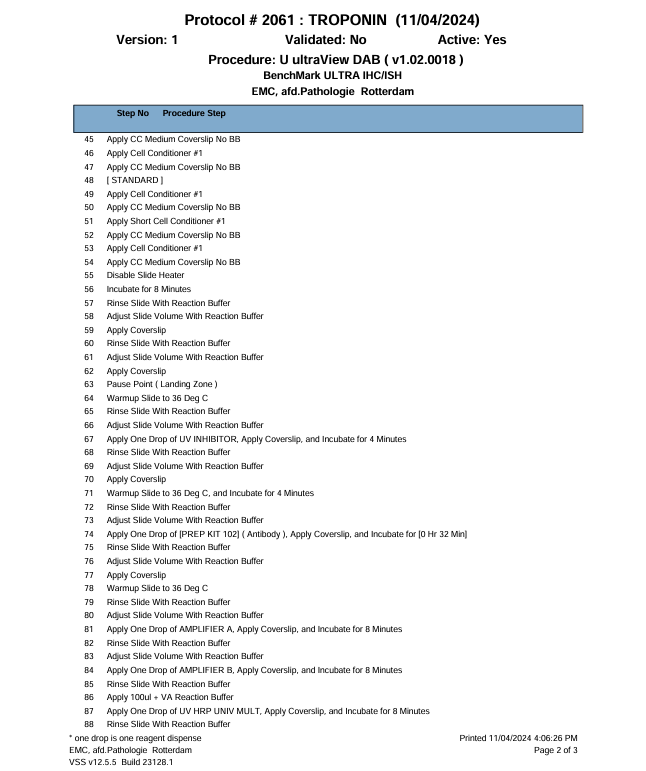 Protocol # 2061 : TROPONIN (11/04/2024)
Version: 1 Validated: No Active: Yes
Procedure: U ultraView DAB ( v1.02.0018 )
BenchMark ULTRA IHC/ISH
EMC, afd.Pathologie Rotterdam
Step No Procedure Step
45 Apply CC Medium Coverslip No BB
46 Apply Cell Conditioner #1
47 Apply CC Medium Coverslip No BB
48 [ STANDARD ]
49 Apply Cell Conditioner #1
50 Apply CC Medium Coverslip No BB
51 Apply Short Cell Conditioner #1
52 Apply CC Medium Coverslip No BB
53 Apply Cell Conditioner #1
54 Apply CC Medium Coverslip No BB
55 Disable Slide Heater
56 Incubate for 8 Minutes
57 Rinse Slide With Reaction Buffer
58 Adjust Slide Volume With Reaction Buffer
59 Apply Coverslip
60 Rinse Slide With Reaction Buffer
61 Adjust Slide Volume With Reaction Buffer
62 Apply Coverslip
63 Pause Point ( Landing Zone )
64 Warmup Slide to 36 Deg C
65 Rinse Slide With Reaction Buffer
66 Adjust Slide Volume With Reaction Buffer
67 Apply One Drop of UV INHIBITOR, Apply Coverslip, and Incubate for 4 Minutes
68 Rinse Slide With Reaction Buffer
69 Adjust Slide Volume With Reaction Buffer
70 Apply Coverslip
71 Warmup Slide to 36 Deg C, and Incubate for 4 Minutes
72 Rinse Slide With Reaction Buffer
73 Adjust Slide Volume With Reaction Buffer
74 Apply One Drop of [PREP KIT 102] ( Antibody ), Apply Coverslip, and Incubate for [0 Hr 32 Min]
75 Rinse Slide With Reaction Buffer
76 Adjust Slide Volume With Reaction Buffer
77 Apply Coverslip
78 Warmup Slide to 36 Deg C
79 Rinse Slide With Reaction Buffer
80 Adjust Slide Volume With Reaction Buffer
81 Apply One Drop of AMPLIFIER A, Apply Coverslip, and Incubate for 8 Minutes
82 Rinse Slide With Reaction Buffer
83 Adjust Slide Volume With Reaction Buffer
84 Apply One Drop of AMPLIFIER B, Apply Coverslip, and Incubate for 8 Minutes
85 Rinse Slide With Reaction Buffer
86 Apply 100ul + VA Reaction Buffer
87 Apply One Drop of UV HRP UNIV MULT, Apply Coverslip, and Incubate for 8 Minutes
88 Rinse Slide With Reaction Buffer
* one drop is one reagent dispense Printed 11/04/2024 4:06:26 PM
EMC, afd.Pathologie Rotterdam Page 2 of 3
VSS v12.5.5 Build 23128.1